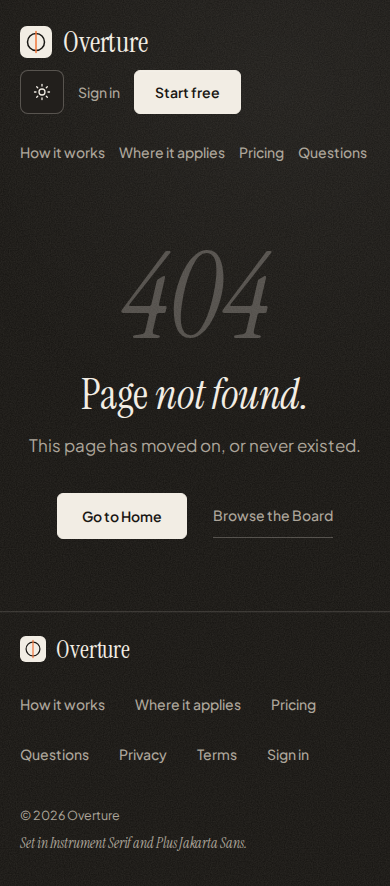 Overture
Sign in Start free
How it works Where it applies Pricing Questions
404
Page not found.
This page has moved on, or never existed.
Go to Home Browse the Board
Overture
How it works Where it applies Pricing
Questions Privacy Terms Sign in
© 2026 Overture
Set in Instrument Serif and Plus Jakarta Sans.